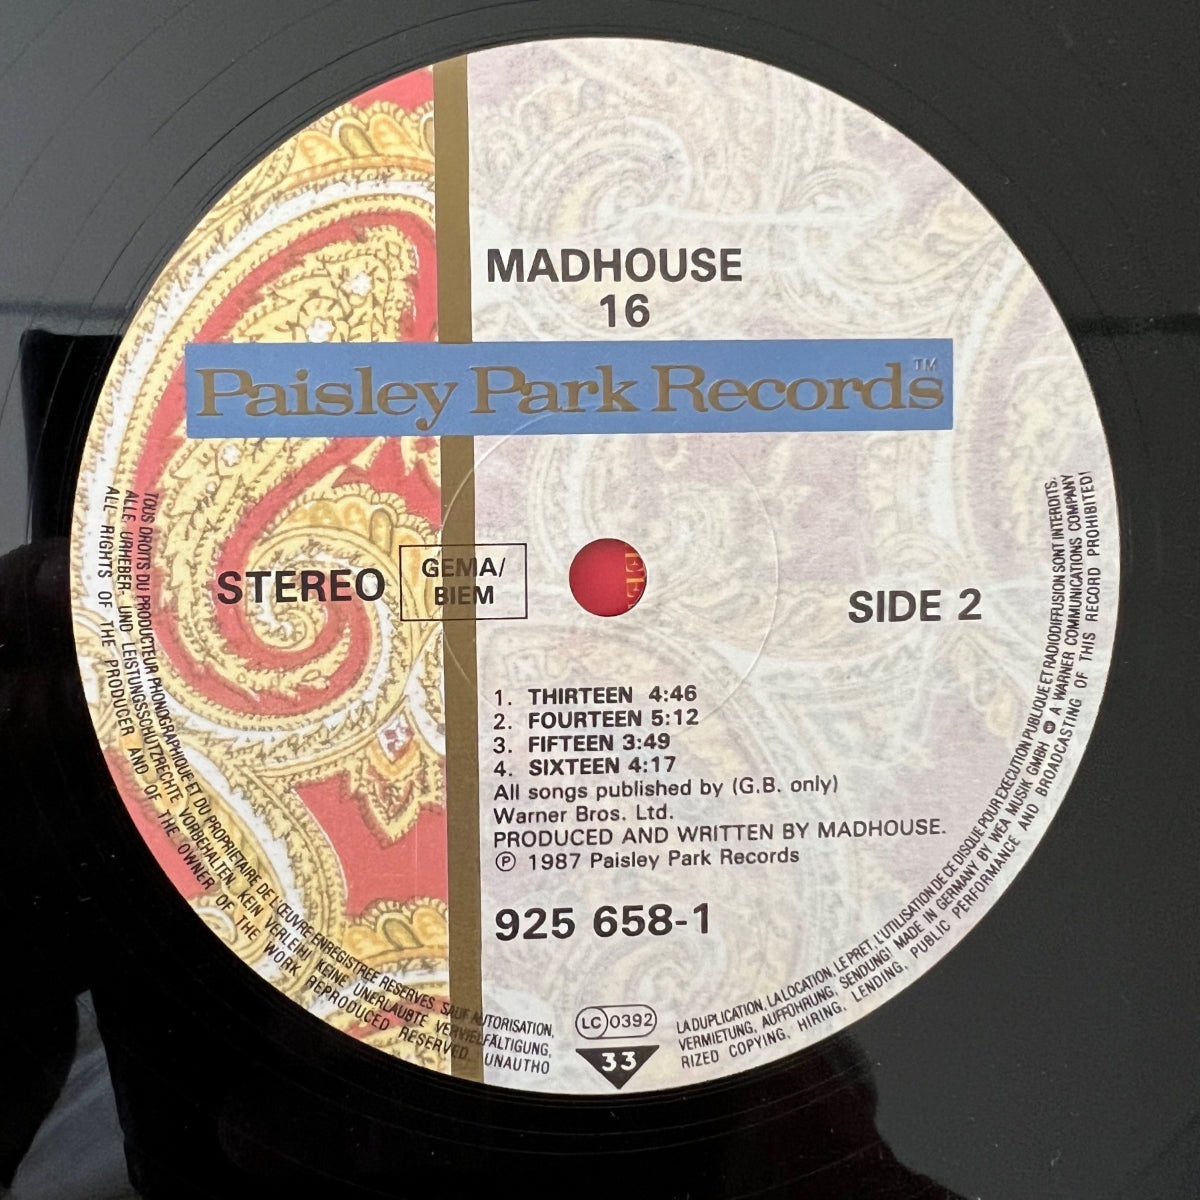 MADHOUSE
16
Paisley Park Records™
STEREO
GEMA/
BIEM
SIDE 2
1. THIRTEEN 4:46
2. FOURTEEN 5:12
3. FIFTEEN 3:49
4. SIXTEEN 4:17
All songs published by (G.B. only)
Warner Bros. Ltd.
PRODUCED AND WRITTEN BY MADHOUSE.
Ⓟ 1987 Paisley Park Records
925 658-1
TOUS DROITS DU PRODUCTEUR PHONOGRAPHIQUE ET DU PROPRIETAIRE DE L'ŒUVRE ENREGISTREE RESERVES. SAUF AUTORISATION, LA DUPLICATION, LA LOCATION, LE PRET, L'UTILISATION DE CE DISQUE POUR EXECUTION PUBLIQUE ET RADIODIFFUSION SONT INTERDITS.
ALLE URHEBER- UND LEISTUNGSSCHUTZRECHTE VORBEHALTEN. KEIN VERLEIH! KEINE UNERLAUBTE VERVIELFÄLTIGUNG, VERMIETUNG, AUFFÜHRUNG, SENDUNG! MADE IN GERMANY BY WEA MUSIK GMBH A WARNER COMMUNICATIONS COMPANY
ALL RIGHTS OF THE PRODUCER AND OF THE OWNER OF THE WORK REPRODUCED RESERVED. UNAUTHORIZED COPYING, HIRING, LENDING, PUBLIC PERFORMANCE AND BROADCASTING OF THIS RECORD PROHIBITED!
LC 0392
33